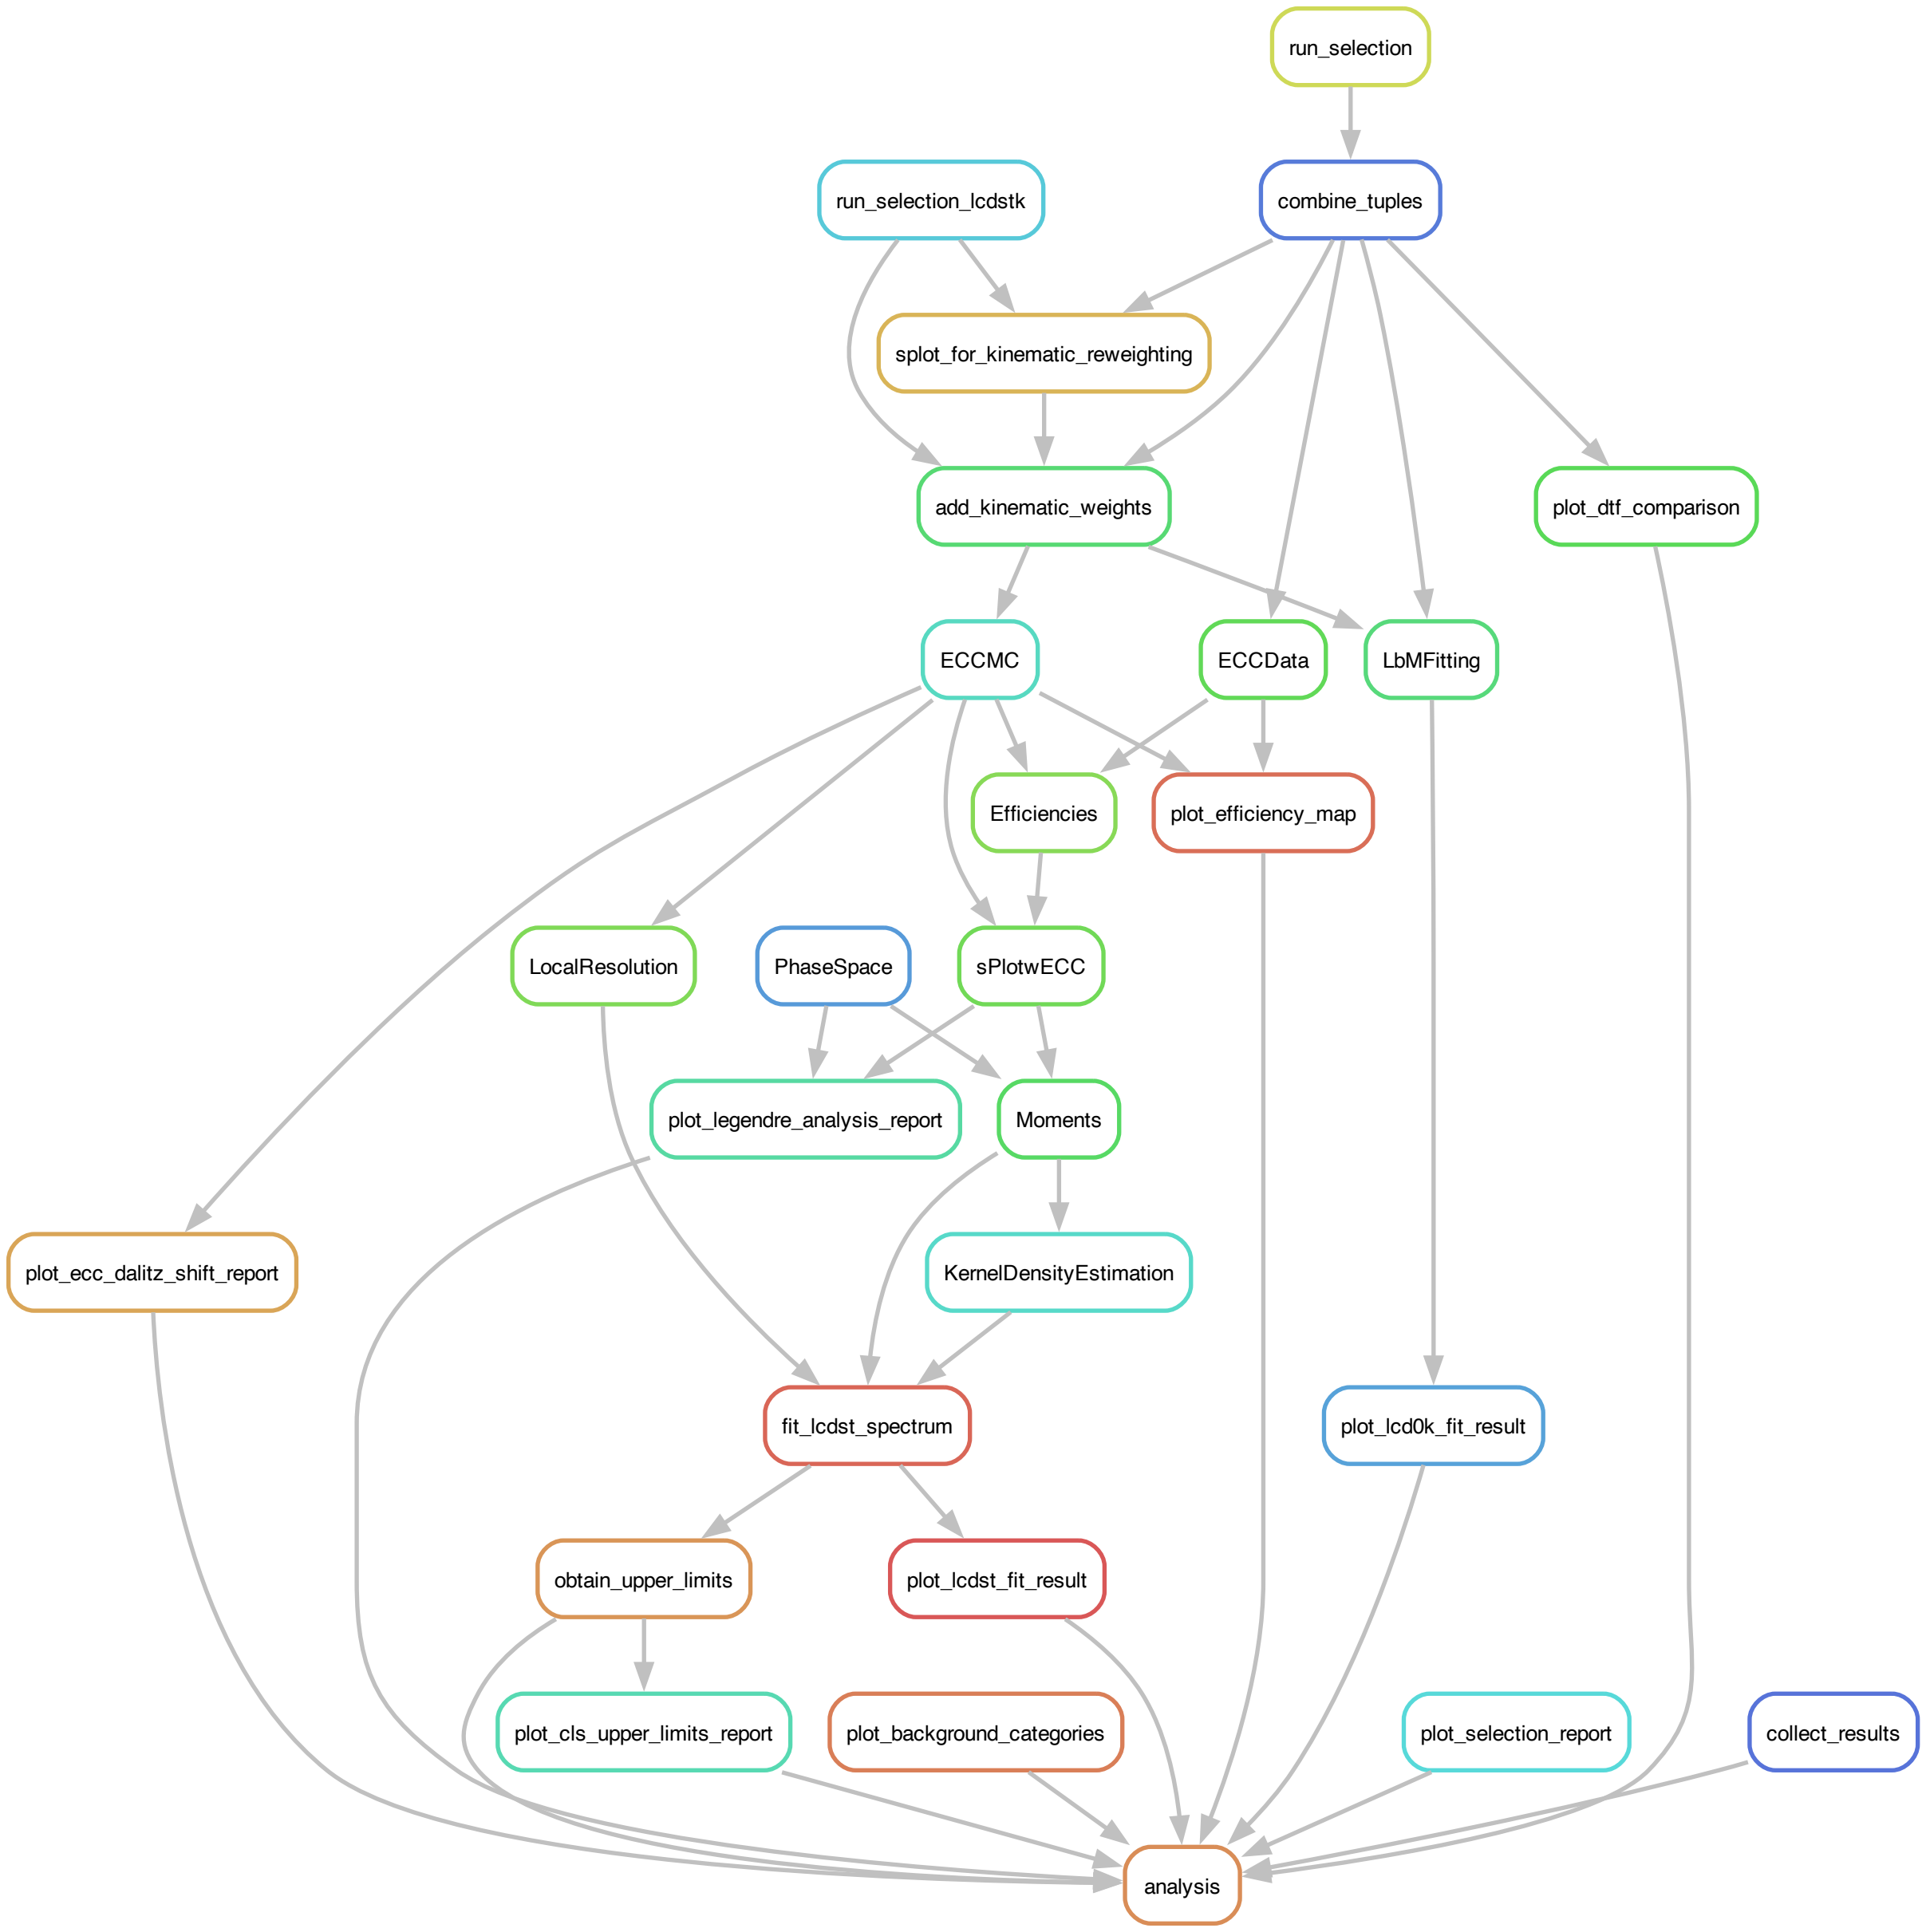 run_selection
run_selection_lcdstk
combine_tuples
splot_for_kinematic_reweighting
add_kinematic_weights
plot_dtf_comparison
ECCMC
ECCData
LbMFitting
Efficiencies
plot_efficiency_map
LocalResolution
PhaseSpace
sPlotwECC
plot_legendre_analysis_report
Moments
plot_ecc_dalitz_shift_report
KernelDensityEstimation
fit_lcdst_spectrum
plot_lcd0k_fit_result
obtain_upper_limits
plot_lcdst_fit_result
plot_cls_upper_limits_report
plot_background_categories
plot_selection_report
collect_results
analysis